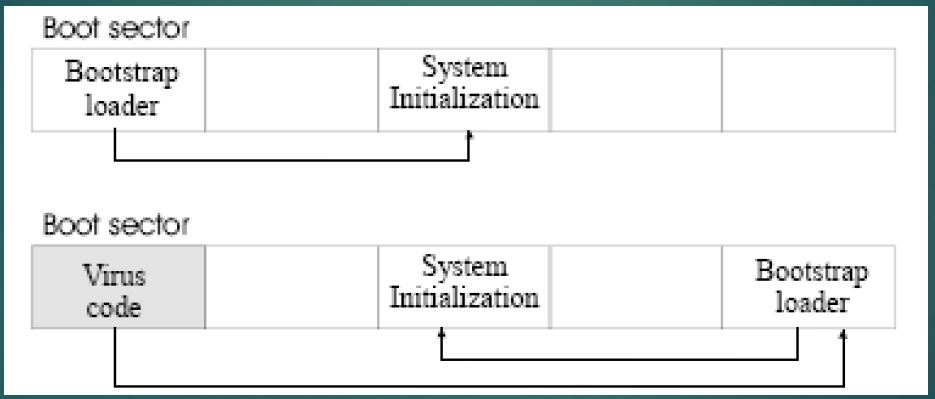 Boot sector
Bootstrap
loader
System
Initialization
Boot sector
Virus
code
System
Initialization
Bootstrap
loader